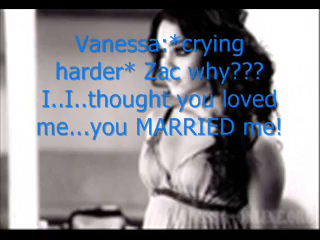 Vanessa:*crying
harder* Zac why???
I..I..thought you loved
me...you MARRIED me!